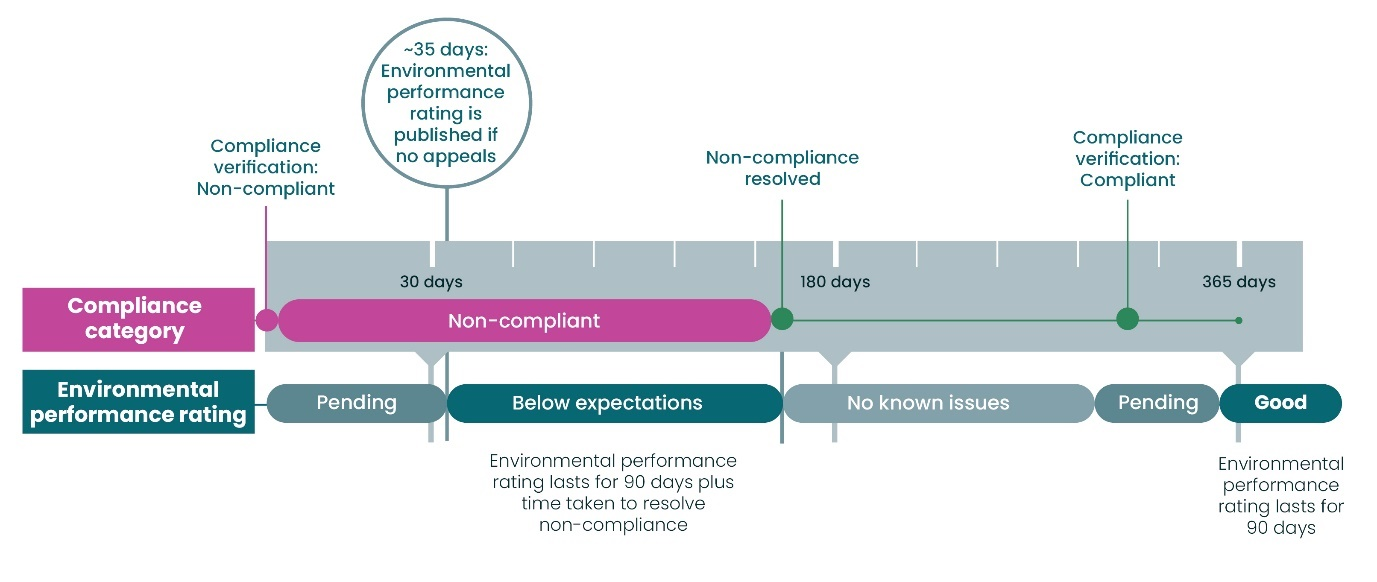 ~35 days:
Environmental
performance
rating is
published if
no appeals
Compliance
verification:
Non-compliant
Non-compliance
resolved
Compliance
verification:
Compliant
30 days
180 days
365 days
Compliance
category
Non-compliant
Environmental
performance rating
Pending
Below expectations
No known issues
Pending
Good
Environmental performance
rating lasts for 90 days plus
time taken to resolve
non-compliance
Environmental
performance
rating lasts for
90 days